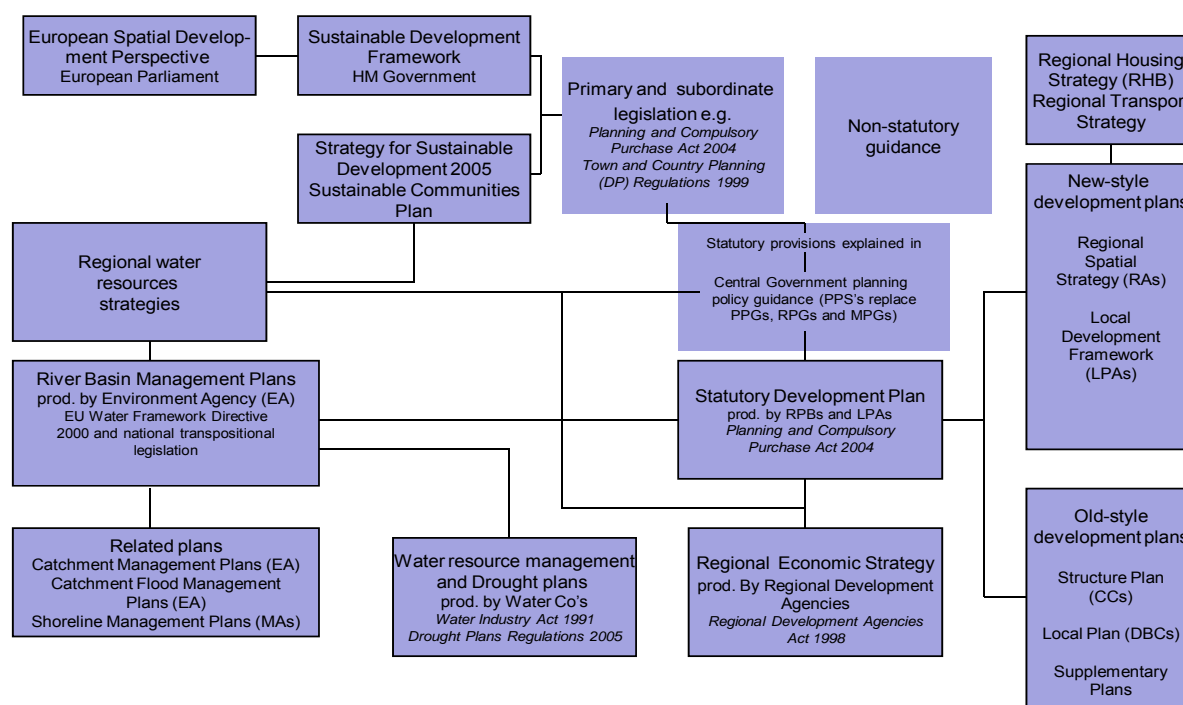 European Spatial Develop-
ment Perspective
European Parliament
Sustainable Development
Framework
HM Government
Strategy for Sustainable
Development 2005
Sustainable Communities
Plan
Primary and subordinate
legislation e.g.
Planning and Compulsory
Purchase Act 2004
Town and Country Planning
(DP) Regulations 1999
Non-statutory
guidance
Regional Housing
Strategy (RHB)
Regional Transpor
Strategy
New-style
development plans
Regional
Spatial
Strategy (RAs)
Local
Development
Framework
(LPAs)
Regional water
resources
strategies
Statutory provisions explained in
Central Government planning
policy guidance (PPS's replace
PPGs, RPGs and MPGs)
River Basin Management Plans
prod. by Environment Agency (EA)
EU Water Framework Directive
2000 and national transpositional
legislation
Statutory Development Plan
prod. by RPBs and LPAs
Planning and Compulsory
Purchase Act 2004
Related plans
Catchment Management Plans (EA)
Catchment Flood Management
Plans (EA)
Shoreline Management Plans (MAs)
Water resource management
and Drought plans
prod. by Water Co's
Water Industry Act 1991
Drought Plans Regulations 2005
Regional Economic Strategy
prod. By Regional Development
Agencies
Regional Development Agencies
Act 1998
Old-style
development plans
Structure Plan
(CCs)
Local Plan (DBCs)
Supplementary
Plans